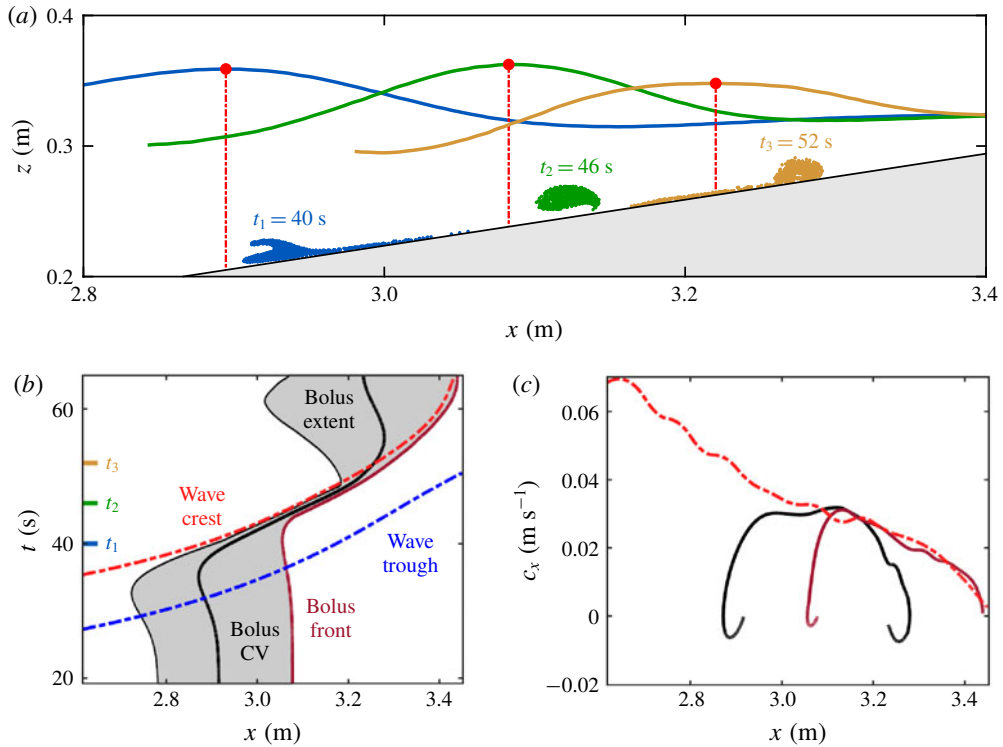 (a)
0.4
0.3
0.2
z (m)
t₁ = 40 s
t₂ = 46 s
t₃ = 52 s
2.8 3.0 3.2 3.4
x (m)
(b)
60
40
20
t (s)
t₃
t₂
t₁
Bolus
extent
Wave
crest
Wave
trough
Bolus
CV
Bolus
front
2.8 3.0 3.2 3.4
x (m)
(c)
0.06
0.04
0.02
0
−0.02
cₓ (m s⁻¹)
2.8 3.0 3.2 3.4
x (m)